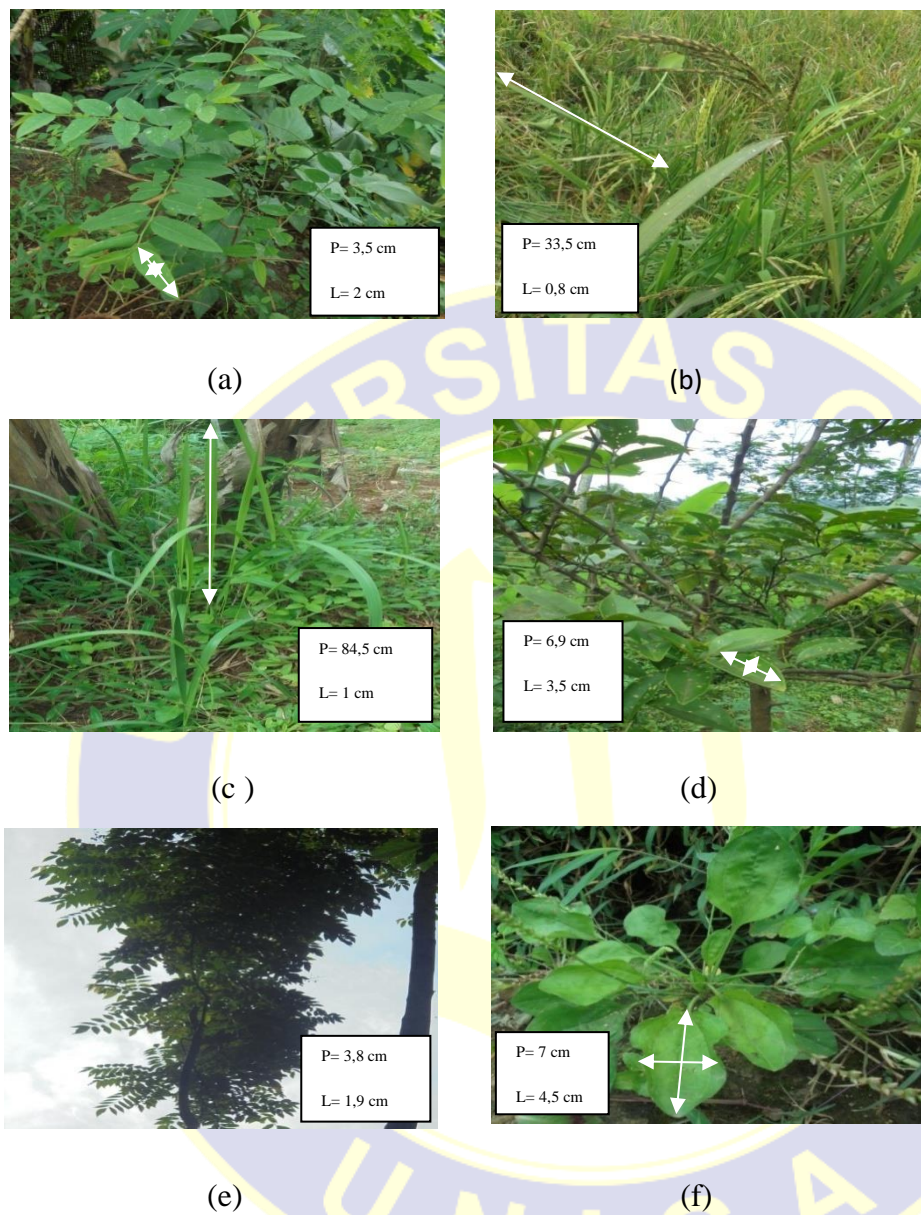 P= 3,5 cm
L= 2 cm
P= 33,5 cm
L= 0,8 cm
(a)
(b)
P= 84,5 cm
L= 1 cm
P= 6,9 cm
L= 3,5 cm
(c )
(d)
P= 3,8 cm
L= 1,9 cm
P= 7 cm
L= 4,5 cm
(e)
(f)